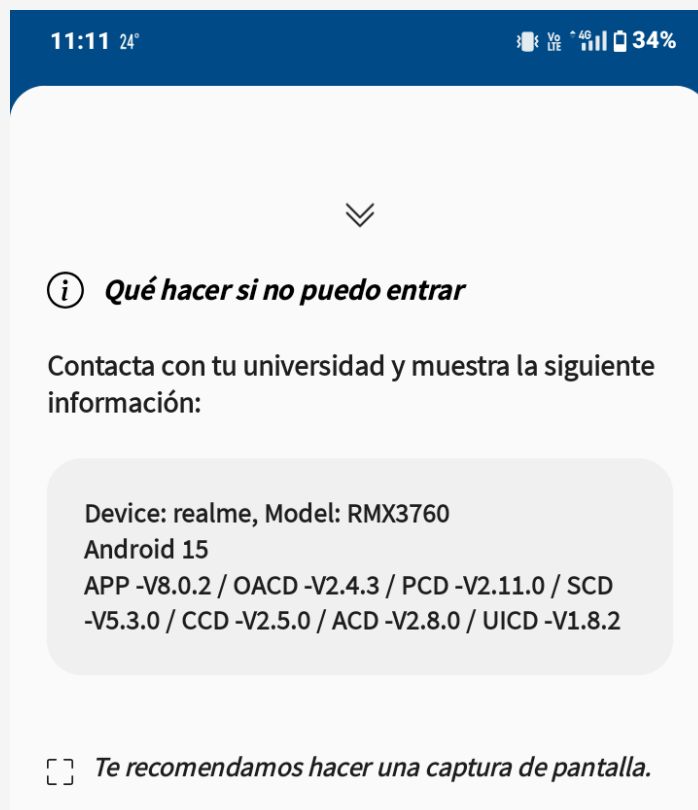 11:11 24°
Vo LTE 4G 34%
Qué hacer si no puedo entrar
Contacta con tu universidad y muestra la siguiente
información:
Device: realme, Model: RMX3760
Android 15
APP -V8.0.2 / OACD -V2.4.3 / PCD -V2.11.0 / SCD
-V5.3.0 / CCD -V2.5.0 / ACD -V2.8.0 / UICD -V1.8.2
Te recomendamos hacer una captura de pantalla.